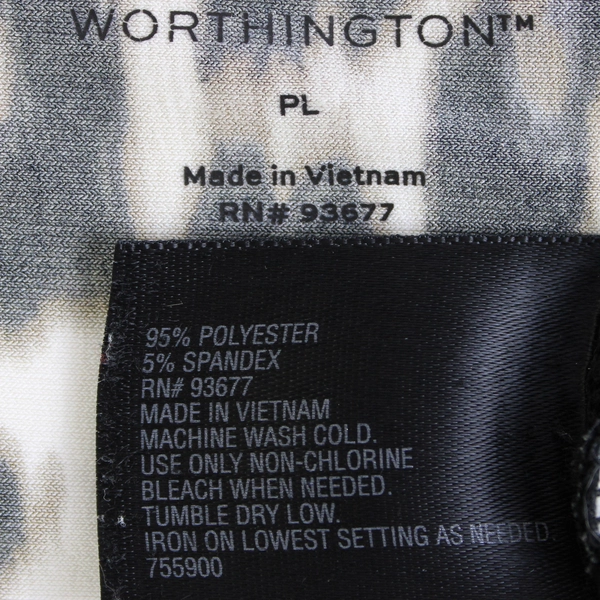 WORTHINGTON™
PL
Made in Vietnam
RN# 93677
95% POLYESTER
5% SPANDEX
RN# 93677
MADE IN VIETNAM
MACHINE WASH COLD.
USE ONLY NON-CHLORINE
BLEACH WHEN NEEDED.
TUMBLE DRY LOW.
IRON ON LOWEST SETTING AS NEEDED.
755900